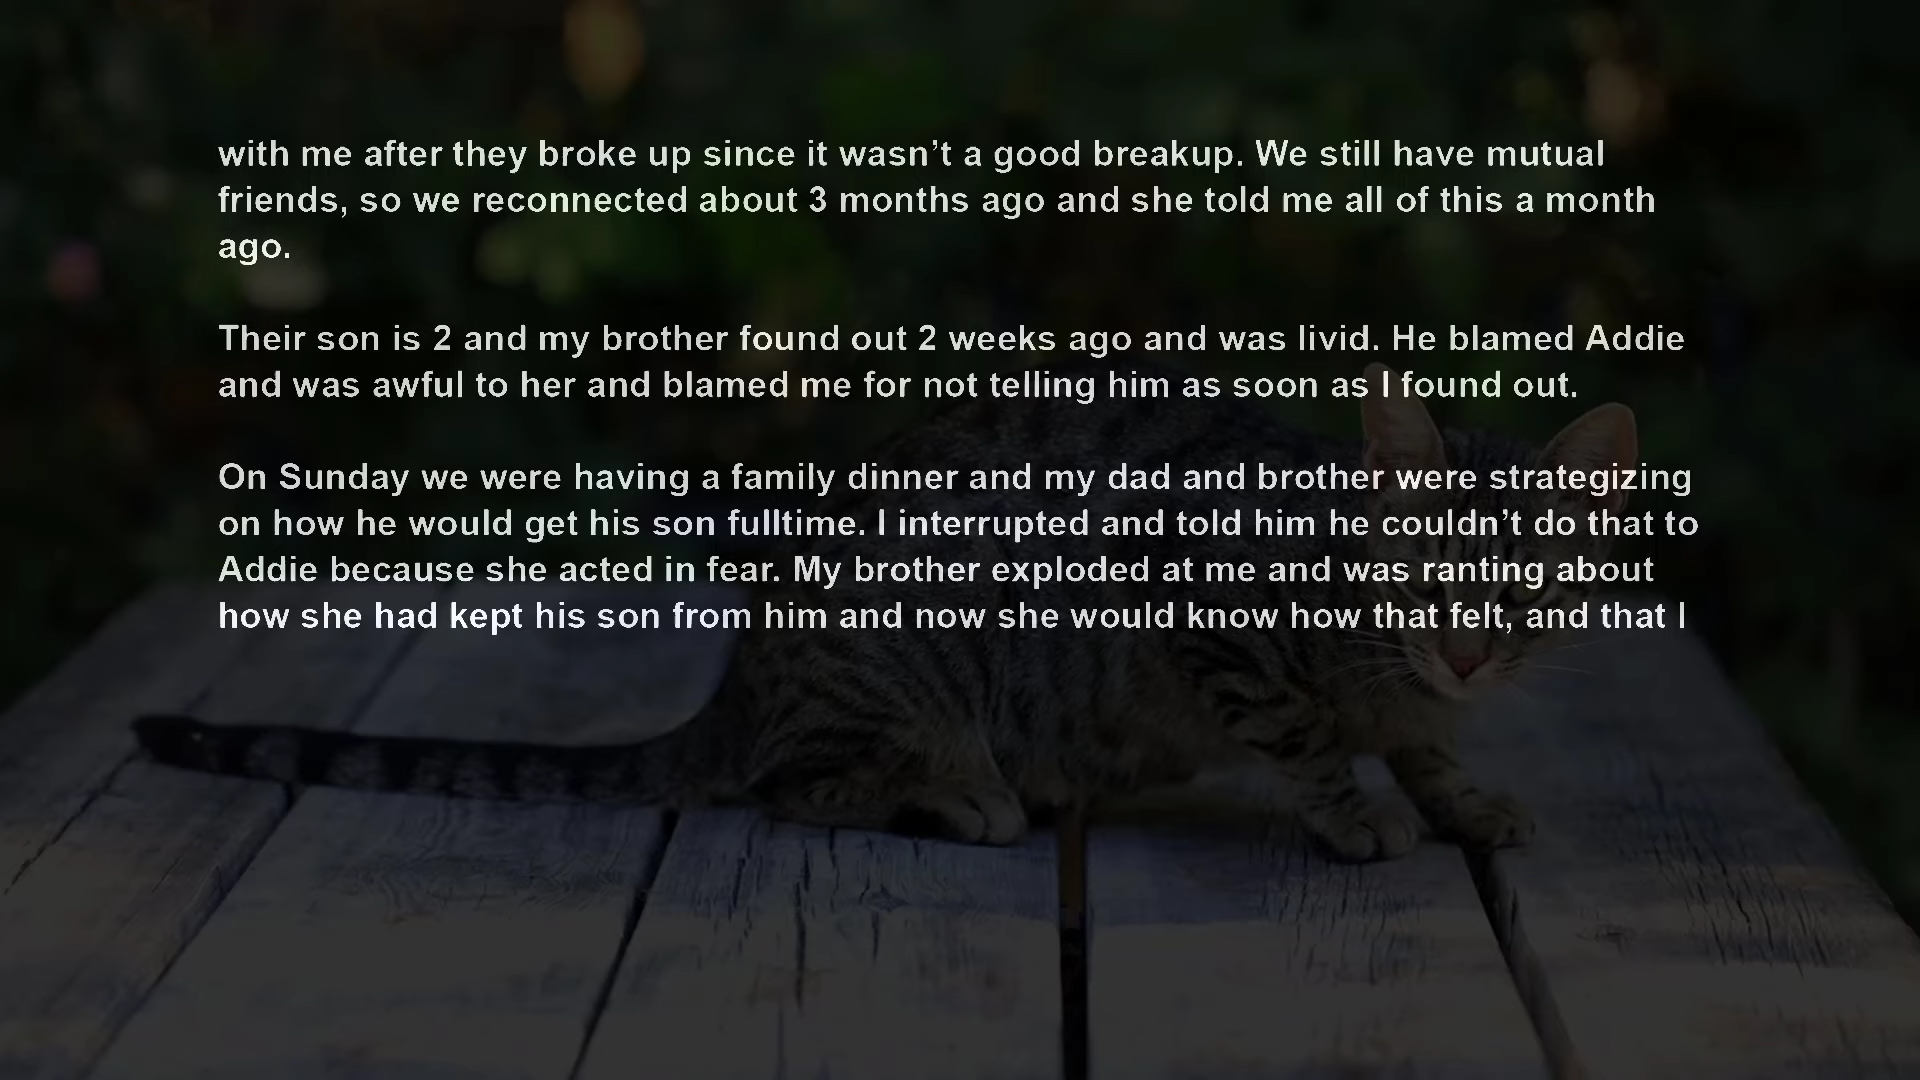 with me after they broke up since it wasn’t a good breakup. We still have mutual
friends, so we reconnected about 3 months ago and she told me all of this a month
ago.
Their son is 2 and my brother found out 2 weeks ago and was livid. He blamed Addie
and was awful to her and blamed me for not telling him as soon as I found out.
On Sunday we were having a family dinner and my dad and brother were strategizing
on how he would get his son fulltime. I interrupted and told him he couldn’t do that to
Addie because she acted in fear. My brother exploded at me and was ranting about
how she had kept his son from him and now she would know how that felt, and that I